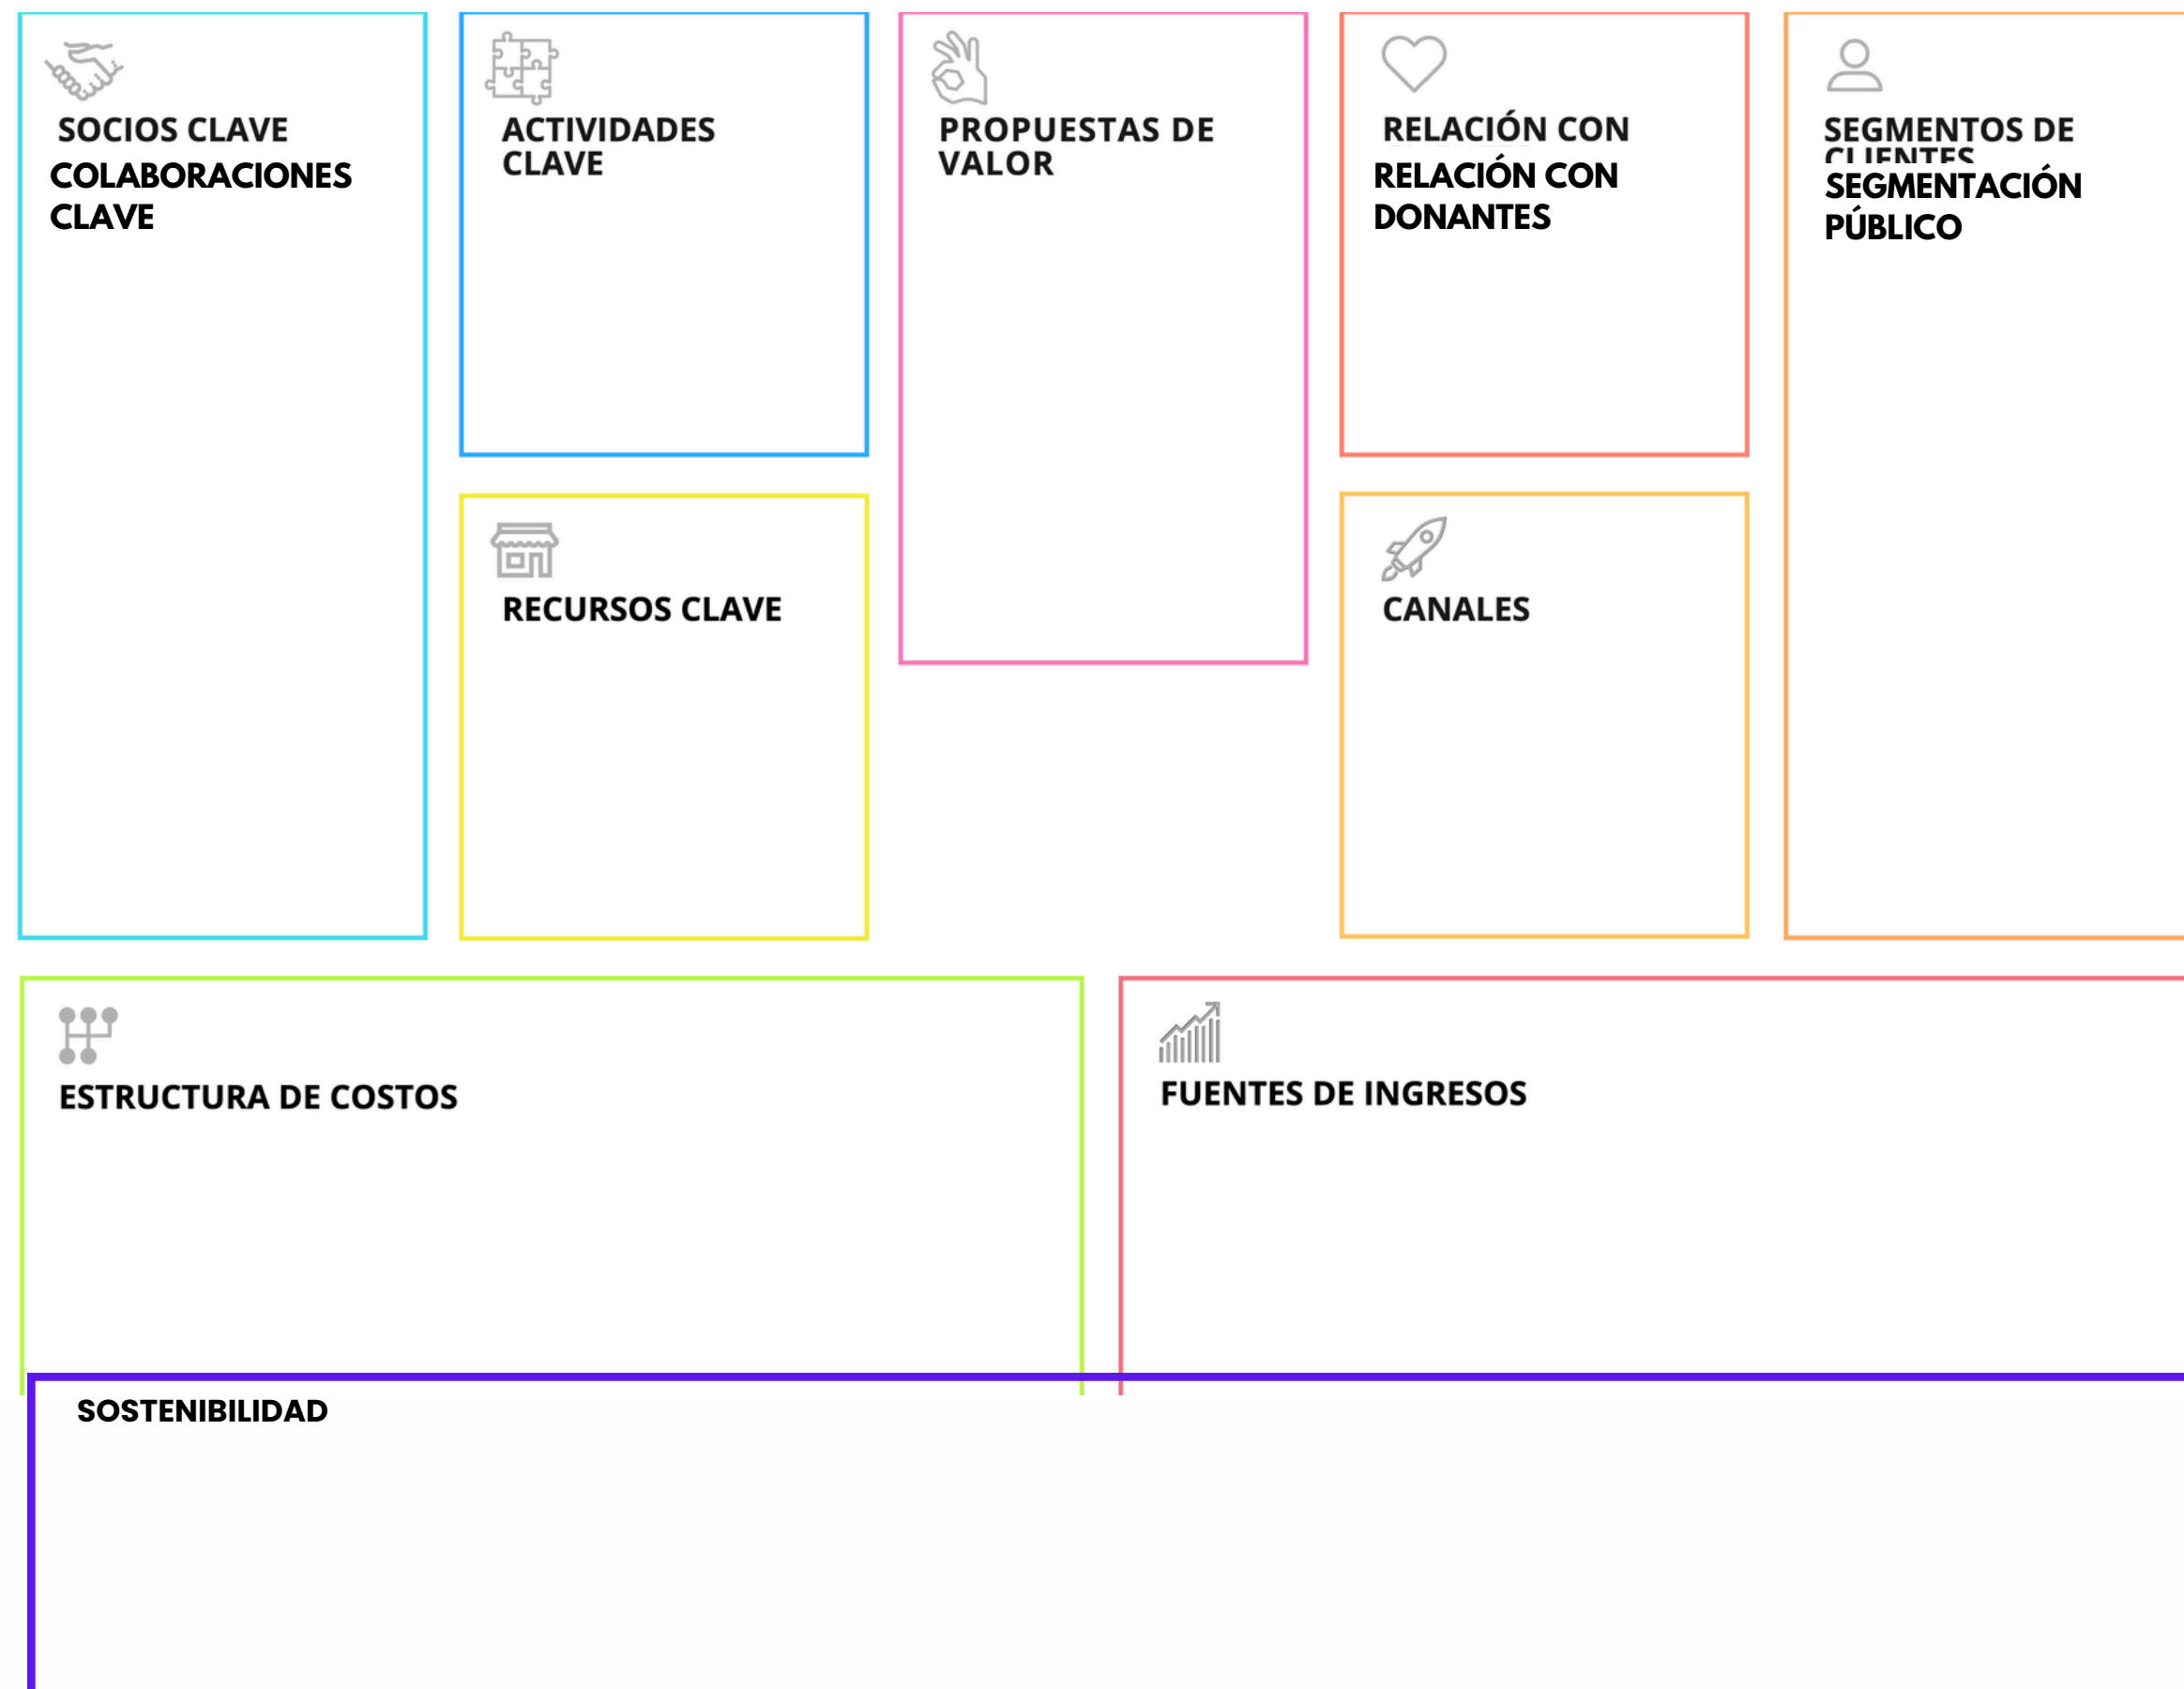 SOCIOS CLAVE
COLABORACIONES
CLAVE
ACTIVIDADES
CLAVE
PROPUESTAS DE
VALOR
RELACIÓN CON
RELACIÓN CON
DONANTES
SEGMENTOS DE
CLIENTES
SEGMENTACIÓN
PÚBLICO
RECURSOS CLAVE
CANALES
ESTRUCTURA DE COSTOS
FUENTES DE INGRESOS
SOSTENIBILIDAD